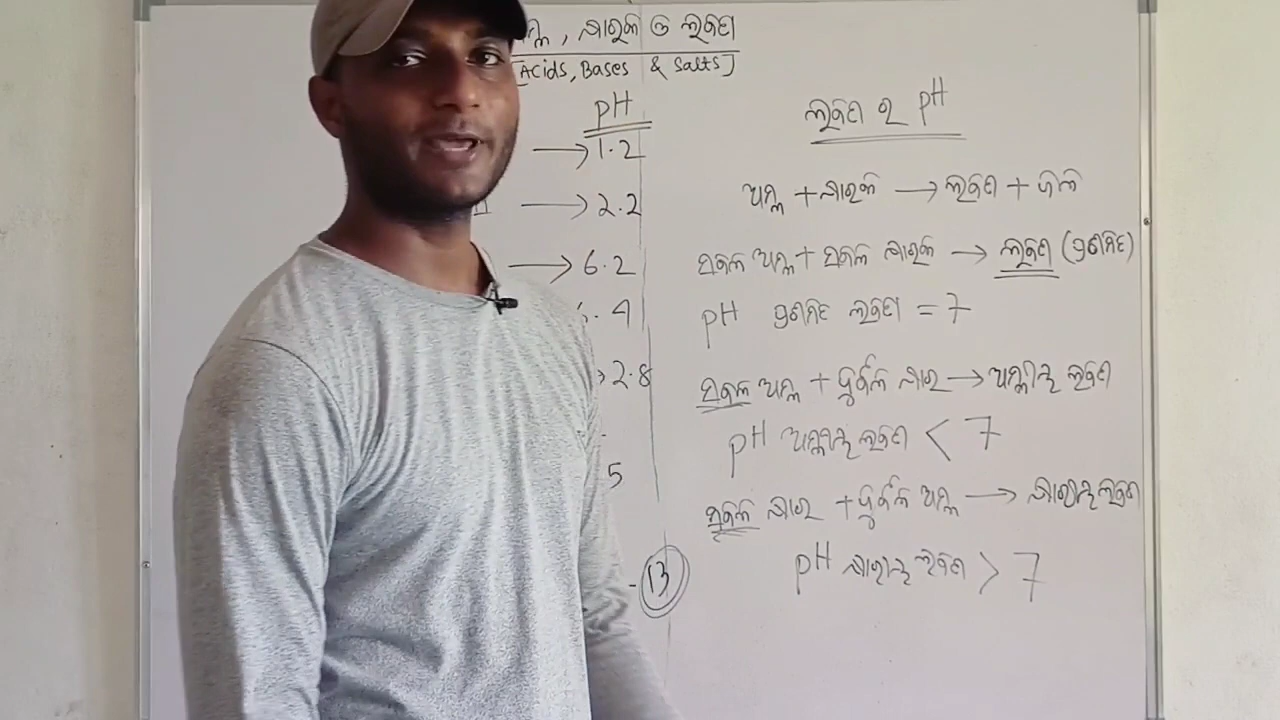 , କ୍ଷାରକ ଓ ଲବଣ
[Acids, Bases & Salts]
pH
→ 1.2
→ 2.2
→ 6.2
. 4
2.8
5
13
ଲବଣ ର pH
ଅମ୍ଳ + କ୍ଷାରକ → ଲବଣ + ଜଳ
ପ୍ରବଳ ଅମ୍ଳ + ପ୍ରବଳ କ୍ଷାରକ → ଲବଣ (ପ୍ରଶମିତ)
pH ପ୍ରଶମିତ ଲବଣ = 7
ପ୍ରବଳ ଅମ୍ଳ + ଦୁର୍ବଳ କ୍ଷାର → ଅମ୍ଳୀୟ ଲବଣ
pH ଅମ୍ଳୀୟ ଲବଣ < 7
ପ୍ରବଳ କ୍ଷାର + ଦୁର୍ବଳ ଅମ୍ଳ → କ୍ଷାରୀୟ ଲବଣ
pH କ୍ଷାରୀୟ ଲବଣ > 7